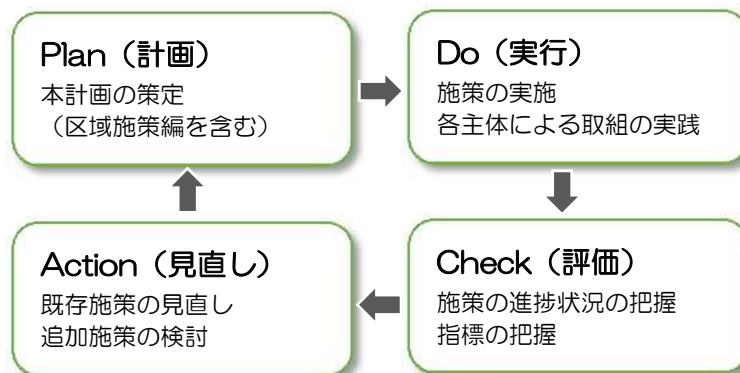 Plan（計画）
本計画の策定
（区域施策編を含む）
Do（実行）
施策の実施
各主体による取組の実践
Action（見直し）
既存施策の見直し
追加施策の検討
Check（評価）
施策の進捗状況の把握
指標の把握